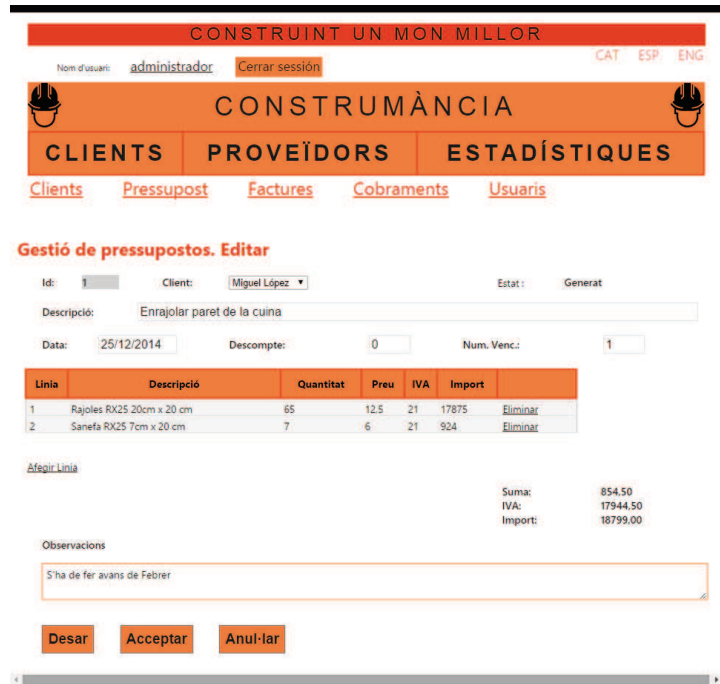 CONSTRUINT UN MON MILLOR
CAT ESP ENG
Nom d'usuari: administrador Cerrar sessión
CONSTRUMÀNCIA
CLIENTS PROVEÏDORS ESTADÍSTIQUES
Clients Pressupost Factures Cobraments Usuaris
Gestió de pressupostos. Editar
Id: 1 Client: Miguel López Estat : Generat
Descripció: Enrajolar paret de la cuina
Data: 25/12/2014 Descompte: 0 Num. Venc.: 1
Linia Descripció Quantitat Preu IVA Import
1 Rajoles RX25 20cm x 20 cm 65 12.5 21 17875 Eliminar
2 Sanefa RX25 7cm x 20 cm 7 6 21 924 Eliminar
Afegir Linia
Suma: 854,50
IVA: 17944,50
Import: 18799,00
Observacions
S'ha de fer avans de Febrer
Desar Acceptar Anul·lar